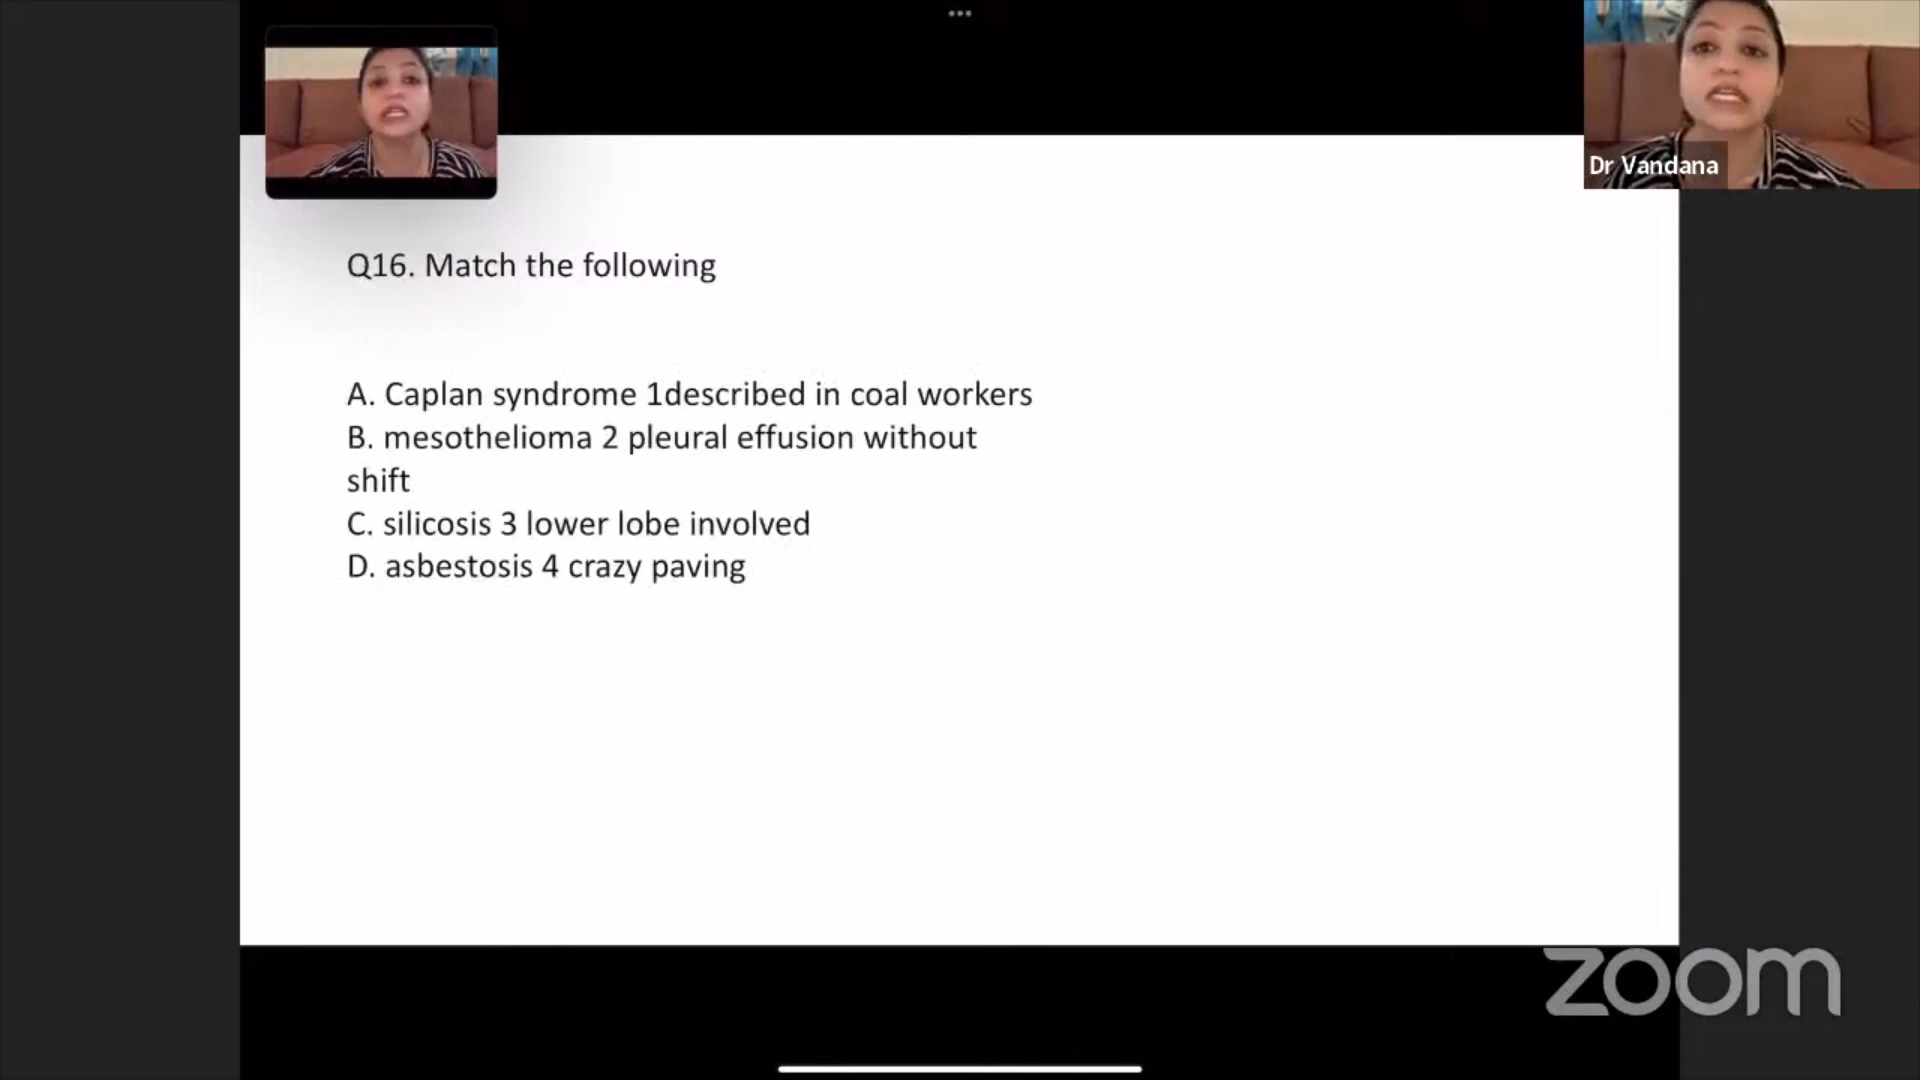 Dr Vandana
Q16. Match the following
A. Caplan syndrome 1described in coal workers
B. mesothelioma 2 pleural effusion without
shift
C. silicosis 3 lower lobe involved
D. asbestosis 4 crazy paving
zoom